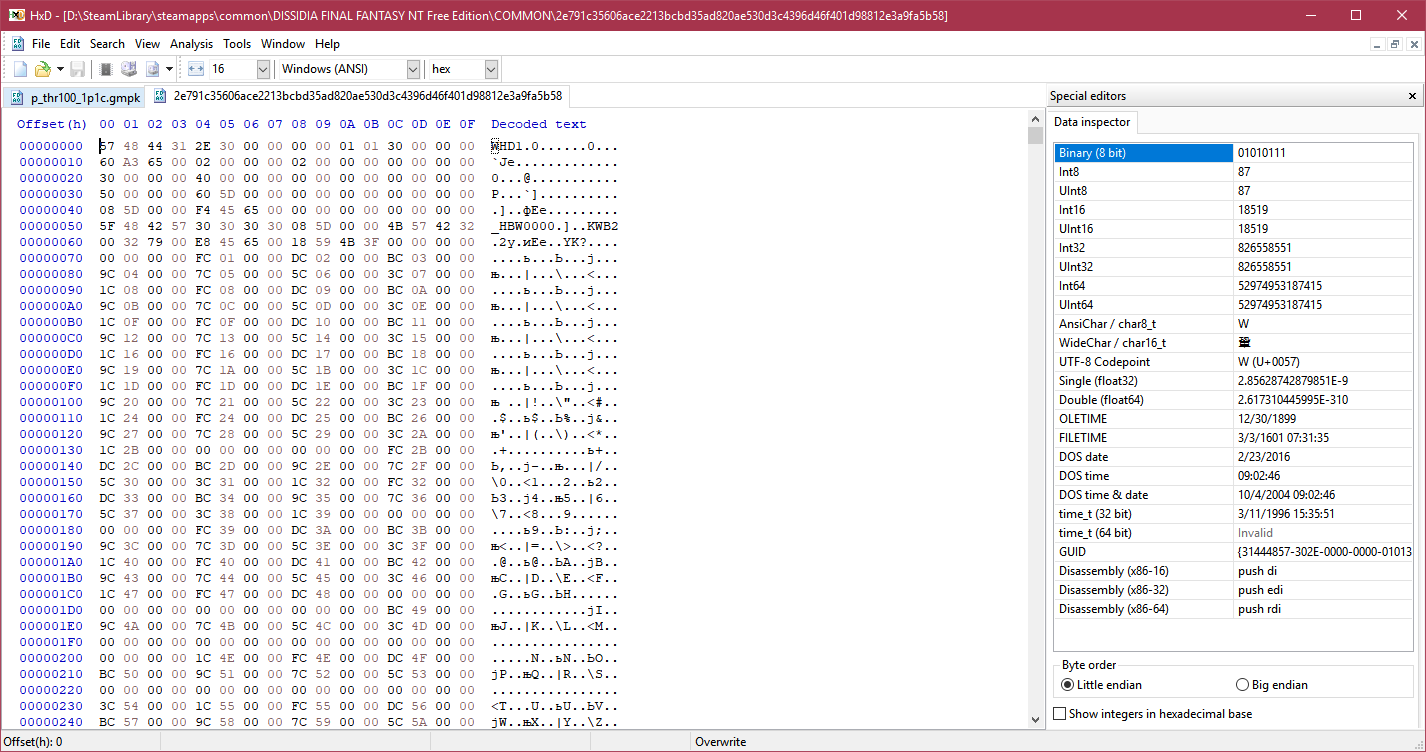 HxD - [D:\SteamLibrary\steamapps\common\DISSIDIA FINAL FANTASY NT Free Edition\COMMON\2e791c35606ace2213bcbd35ad820ae530d3c4396d46f401d98812e3a9fa5b58]
File Edit Search View Analysis Tools Window Help
16 Windows (ANSI) hex
p_thr100_1p1c.gmpk 2e791c35606ace2213bcbd35ad820ae530d3c4396d46f401d98812e3a9fa5b58
Offset(h) 00 01 02 03 04 05 06 07 08 09 0A 0B 0C 0D 0E 0F Decoded text
00000000 57 48 44 31 2E 30 00 00 00 01 01 30 00 00 00 00 WHD1.0.....0....
00000010 60 A3 65 00 02 00 00 00 02 00 00 00 00 00 00 00 `Je.............
00000020 30 00 00 00 40 00 00 00 00 00 00 00 00 00 00 00 0...@...........
00000030 50 00 00 00 60 5D 00 00 00 00 00 00 00 00 00 00 P...`]..........
00000040 08 5D 00 00 F4 45 65 00 00 00 00 00 00 00 00 00 .]..фEe.........
00000050 5F 48 42 57 30 30 30 30 08 5D 00 00 4B 57 42 32 _HBW0000.]..KWB2
00000060 00 32 79 00 E8 45 65 00 18 59 4B 3F 00 00 00 00 .2y.иEe..YK?....
00000070 00 00 00 00 FC 01 00 00 DC 02 00 00 BC 03 00 00 ....ь...Ь...ј...
00000080 9C 04 00 00 7C 05 00 00 5C 06 00 00 3C 07 00 00 њ...|...\...<...
00000090 1C 08 00 00 FC 08 00 00 DC 09 00 00 BC 0A 00 00 ....ь...Ь...ј...
000000A0 9C 0B 00 00 7C 0C 00 00 5C 0D 00 00 3C 0E 00 00 њ...|...\...<...
000000B0 1C 0F 00 00 FC 0F 00 00 DC 10 00 00 BC 11 00 00 ....ь...Ь...ј...
000000C0 9C 12 00 00 7C 13 00 00 5C 14 00 00 3C 15 00 00 њ...|...\...<...
000000D0 1C 16 00 00 FC 16 00 00 DC 17 00 00 BC 18 00 00 ....ь...Ь...ј...
000000E0 9C 19 00 00 7C 1A 00 00 5C 1B 00 00 3C 1C 00 00 њ...|...\...<...
000000F0 1C 1D 00 00 FC 1D 00 00 DC 1E 00 00 BC 1F 00 00 ....ь...Ь...ј...
00000100 9C 20 00 00 7C 21 00 00 5C 22 00 00 3C 23 00 00 њ ..|!..\"..<#..
00000110 1C 24 00 00 FC 24 00 00 DC 25 00 00 BC 26 00 00 .$..ь$..Ь%..ј&..
00000120 9C 27 00 00 7C 28 00 00 5C 29 00 00 3C 2A 00 00 њ'..|(..\)..<*..
00000130 1C 2B 00 00 00 00 00 00 00 00 00 00 FC 2B 00 00 .+..........ь+..
00000140 DC 2C 00 00 BC 2D 00 00 9C 2E 00 00 7C 2F 00 00 Ь,..ј-..њ...|/..
00000150 5C 30 00 00 3C 31 00 00 1C 32 00 00 FC 32 00 00 \0..<1...2..ь2..
00000160 DC 33 00 00 BC 34 00 00 9C 35 00 00 7C 36 00 00 Ь3..ј4..њ5..|6..
00000170 5C 37 00 00 3C 38 00 00 1C 39 00 00 00 00 00 00 \7..<8...9......
00000180 00 00 00 00 FC 39 00 00 DC 3A 00 00 BC 3B 00 00 ....ь9..Ь:..ј;..
00000190 9C 3C 00 00 7C 3D 00 00 5C 3E 00 00 3C 3F 00 00 њ<..|=..\>..<?..
000001A0 1C 40 00 00 FC 40 00 00 DC 41 00 00 BC 42 00 00 .@..ь@..ЬA..јB..
000001B0 9C 43 00 00 7C 44 00 00 5C 45 00 00 3C 46 00 00 њC..|D..\E..<F..
000001C0 1C 47 00 00 FC 47 00 00 DC 48 00 00 00 00 00 00 .G..ьG..ЬH......
000001D0 00 00 00 00 00 00 00 00 00 00 00 00 BC 49 00 00 ............јI..
000001E0 9C 4A 00 00 7C 4B 00 00 5C 4C 00 00 3C 4D 00 00 њJ..|K..\L..<M..
000001F0 00 00 00 00 00 00 00 00 00 00 00 00 00 00 00 00 ................
00000200 00 00 00 00 1C 4E 00 00 FC 4E 00 00 DC 4F 00 00 .....N..ьN..ЬO..
00000210 BC 50 00 00 9C 51 00 00 7C 52 00 00 5C 53 00 00 јP..њQ..|R..\S..
00000220 00 00 00 00 00 00 00 00 00 00 00 00 00 00 00 00 ................
00000230 3C 54 00 00 1C 55 00 00 FC 55 00 00 DC 56 00 00 <T...U..ьU..ЬV..
00000240 BC 57 00 00 9C 58 00 00 7C 59 00 00 5C 5A 00 00 јW..њX..|Y..\Z..
Special editors
Data inspector
Binary (8 bit) 01010111
Int8 87
UInt8 87
Int16 18519
UInt16 18519
Int32 826558551
UInt32 826558551
Int64 52974953187415
UInt64 52974953187415
AnsiChar / char8_t W
WideChar / char16_t
UTF-8 Codepoint W (U+0057)
Single (float32) 2.85628742879851E-9
Double (float64) 2.617310445995E-310
OLETIME 12/30/1899
FILETIME 3/3/1601 07:31:35
DOS date 2/23/2016
DOS time 09:02:46
DOS time & date 10/4/2004 09:02:46
time_t (32 bit) 3/11/1996 15:35:51
time_t (64 bit) Invalid
GUID {31444857-302E-0000-0000-01013
Disassembly (x86-16) push di
Disassembly (x86-32) push edi
Disassembly (x86-64) push rdi
Byte order
Little endian Big endian
Show integers in hexadecimal base
Offset(h): 0 Overwrite